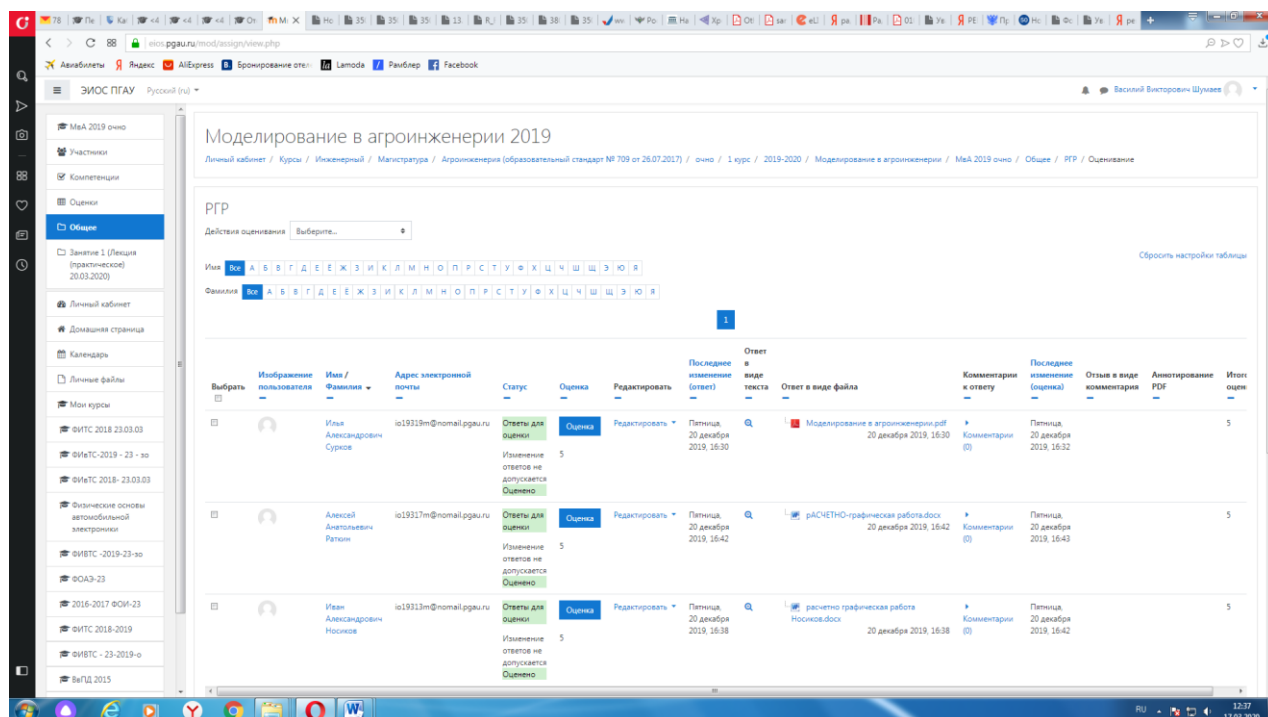 eios.pgau.ru/mod/assign/view.php
Авиабилеты Яндекс AliExpress Бронирование отел Lamoda Рамблер Facebook
ЭИОС ПГАУ Русский (ru)
Василий Викторович Шумаев
МвА 2019 очно
Участники
Компетенции
Оценки
Общее
Занятие 1 (Лекция
(практическое)
20.03.2020)
Личный кабинет
Домашняя страница
Календарь
Личные файлы
Мои курсы
ФИТС 2018 23.03.03
ФИвТС-2019 - 23 - зо
ФИвТС 2018- 23.03.03
Физические основы
автомобильной
электроники
ФИВТС -2019-23-зо
ФОАЭ-23
2016-2017 ФОИ-23
ФИТС 2018-2019
ФИВТС - 23-2019-о
ВвПД 2015
Моделирование в агроинженерии 2019
Личный кабинет / Курсы / Инженерный / Магистратура / Агроинженерия (образовательный стандарт № 709 от 26.07.2017) / очно / 1 курс / 2019-2020 / Моделирование в агроинженерии / МвА 2019 очно / Общее / РГР / Оценивание
РГР
Действия оценивания Выберите...
Сбросить настройки таблицы
Имя Все А Б В Г Д Е Ё Ж З И К Л М Н О П Р С Т У Ф Х Ц Ч Ш Щ Э Ю Я
Фамилия Все А Б В Г Д Е Ё Ж З И К Л М Н О П Р С Т У Ф Х Ц Ч Ш Щ Э Ю Я
1
Выбрать
Изображение
пользователя
Имя /
Фамилия
Адрес электронной
почты
Статус
Оценка
Редактировать
Последнее
изменение
(ответ)
Ответ
в
виде
текста
Ответ в виде файла
Комментарии
к ответу
Последнее
изменение
(оценка)
Отзыв в виде
комментария
Аннотирование
PDF
Итого
оцен
Илья
Александрович
Сурков
io19319m@nomail.pgau.ru
Ответы для
оценки
Изменение
ответов не
допускается
Оценено
Оценка
5
Редактировать
Пятница,
20 декабря
2019, 16:30
Моделирование в агроинженерии.pdf
20 декабря 2019, 16:30
Комментарии
(0)
Пятница,
20 декабря
2019, 16:32
5
Алексей
Анатольевич
Раткин
io19317m@nomail.pgau.ru
Ответы для
оценки
Изменение
ответов не
допускается
Оценено
Оценка
5
Редактировать
Пятница,
20 декабря
2019, 16:42
рАСЧЕТНО-графическая работа.docx
20 декабря 2019, 16:42
Комментарии
(0)
Пятница,
20 декабря
2019, 16:43
5
Иван
Александрович
Носиков
io19313m@nomail.pgau.ru
Ответы для
оценки
Изменение
ответов не
допускается
Оценено
Оценка
5
Редактировать
Пятница,
20 декабря
2019, 16:38
расчетно графическая работа
Носиков.docx
20 декабря 2019, 16:38
Комментарии
(0)
Пятница,
20 декабря
2019, 16:42
5
RU
12:37
17.03.2020